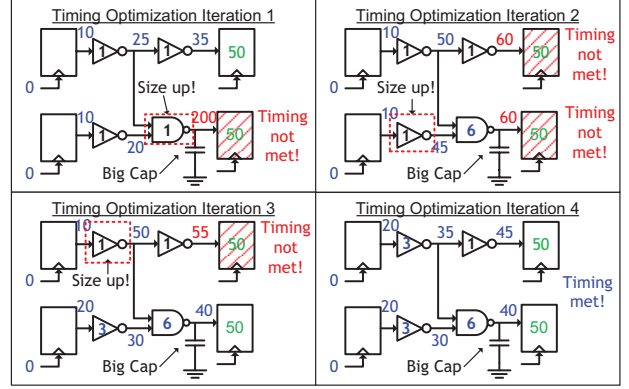 Timing Optimization Iteration 1
10 25 35
1 1 50
0
Size up!
10 200
1 1 50
20
0
Big Cap
Timing
not
met!
Timing Optimization Iteration 2
10 50 60
1 1 50
0
Timing
not
met!
Size up!
10 60
1 6 50
45
0
Big Cap
Timing
not
met!
Timing Optimization Iteration 3
10 50 55
1 1 50
0
Size up!
Timing
not
met!
20 40
3 6 50
30
0
Big Cap
Timing Optimization Iteration 4
20 35 45
3 1 50
0
Timing
met!
20 40
3 6 50
30
0
Big Cap